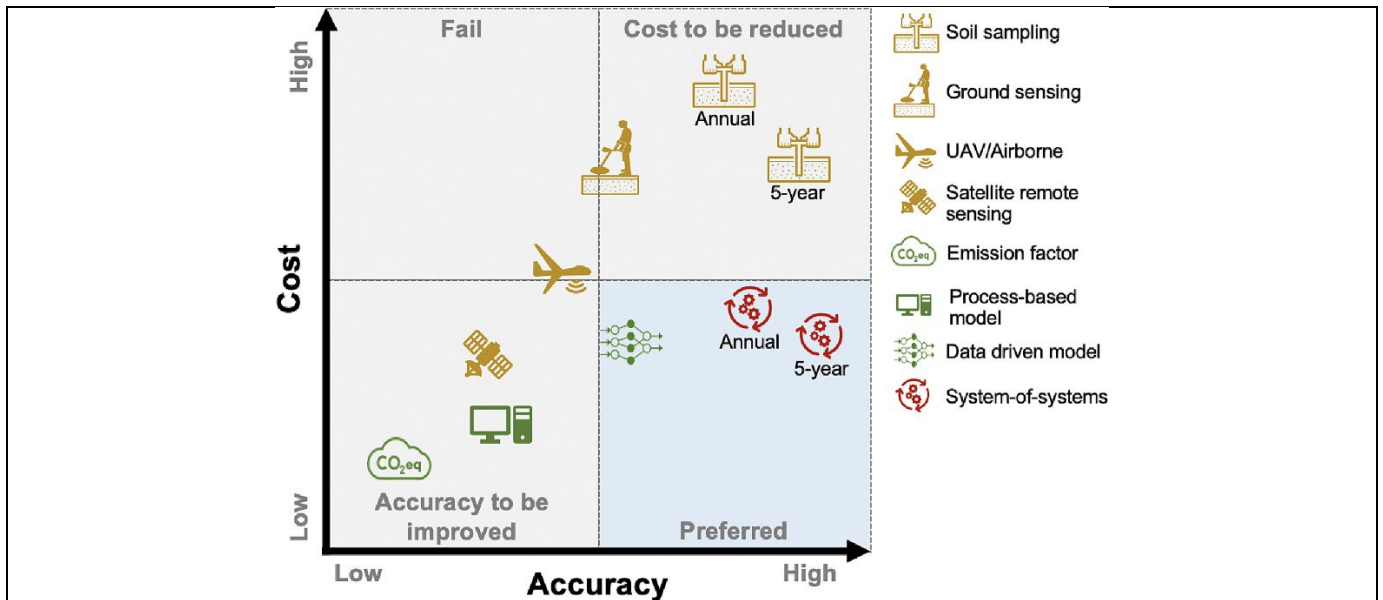 Fail
Cost to be reduced
High
Annual
5-year
Cost
Annual
5-year
CO2eq
Accuracy to be
improved
Preferred
Low
Low
High
Accuracy
Soil sampling
Ground sensing
UAV/Airborne
Satellite remote
sensing
CO2eq
Emission factor
Process-based
model
Data driven model
System-of-systems